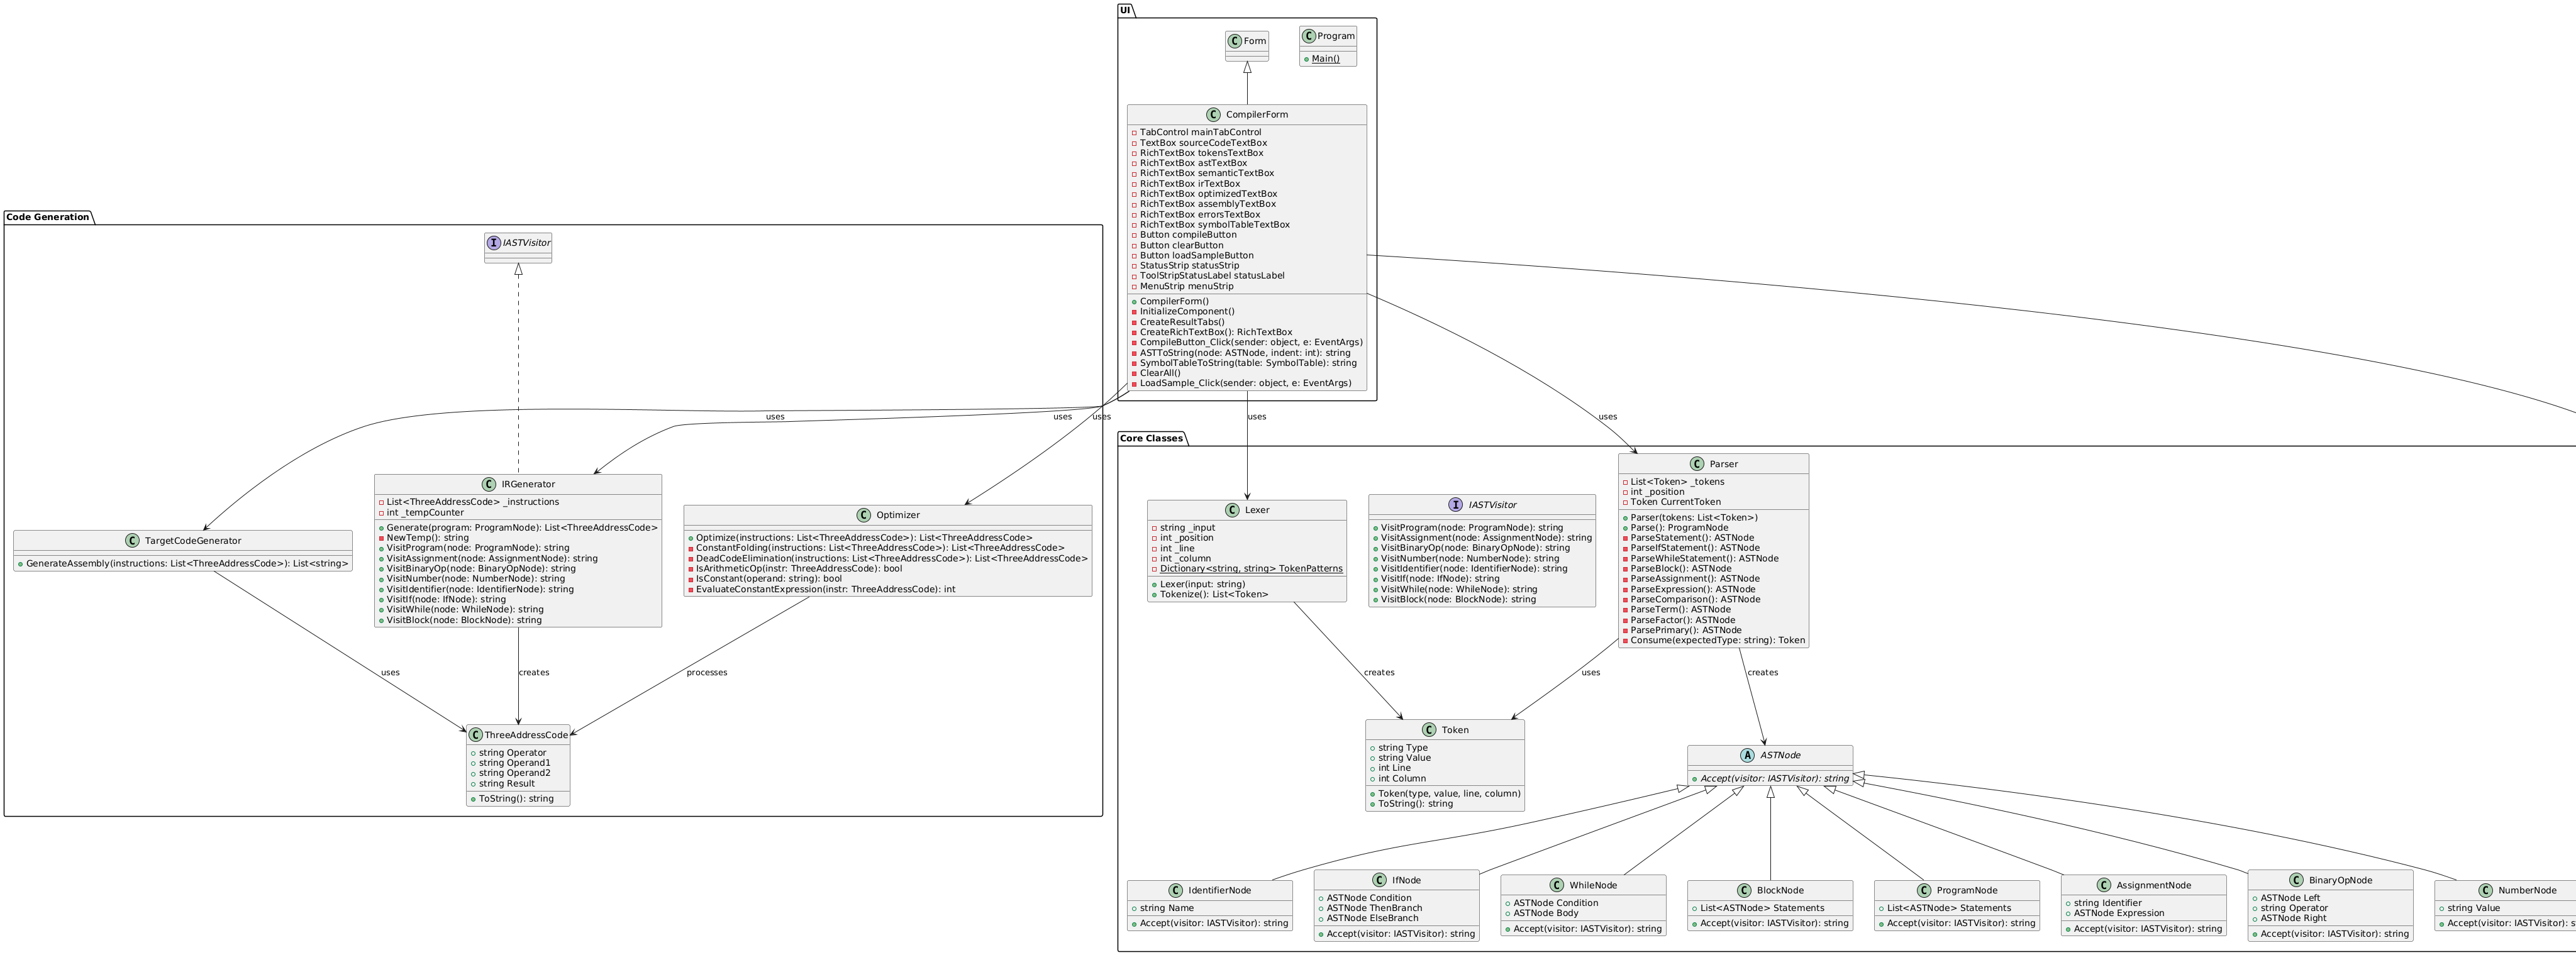 UI
C Form
C Program
Main()
C CompilerForm
TabControl mainTabControl
TextBox sourceCodeTextBox
RichTextBox tokensTextBox
RichTextBox astTextBox
RichTextBox semanticTextBox
RichTextBox irTextBox
RichTextBox optimizedTextBox
RichTextBox assemblyTextBox
RichTextBox errorsTextBox
RichTextBox symbolTableTextBox
Button compileButton
Button clearButton
Button loadSampleButton
StatusStrip statusStrip
ToolStripStatusLabel statusLabel
MenuStrip menuStrip
CompilerForm()
InitializeComponent()
CreateResultTabs()
CreateRichTextBox(): RichTextBox
CompileButton_Click(sender: object, e: EventArgs)
ASTToString(node: ASTNode, indent: int): string
SymbolTableToString(table: SymbolTable): string
ClearAll()
LoadSample_Click(sender: object, e: EventArgs)
Code Generation
I IASTVisitor
uses
uses
uses
uses
uses
C TargetCodeGenerator
GenerateAssembly(instructions: List<ThreeAddressCode>): List<string>
C IRGenerator
List<ThreeAddressCode> _instructions
int _tempCounter
Generate(program: ProgramNode): List<ThreeAddressCode>
NewTemp(): string
VisitProgram(node: ProgramNode): string
VisitAssignment(node: AssignmentNode): string
VisitBinaryOp(node: BinaryOpNode): string
VisitNumber(node: NumberNode): string
VisitIdentifier(node: IdentifierNode): string
VisitIf(node: IfNode): string
VisitWhile(node: WhileNode): string
VisitBlock(node: BlockNode): string
C Optimizer
Optimize(instructions: List<ThreeAddressCode>): List<ThreeAddressCode>
ConstantFolding(instructions: List<ThreeAddressCode>): List<ThreeAddressCode>
DeadCodeElimination(instructions: List<ThreeAddressCode>): List<ThreeAddressCode>
IsArithmeticOp(instr: ThreeAddressCode): bool
IsConstant(operand: string): bool
EvaluateConstantExpression(instr: ThreeAddressCode): int
uses
creates
processes
C ThreeAddressCode
string Operator
string Operand1
string Operand2
string Result
ToString(): string
Core Classes
C Lexer
string _input
int _position
int _line
int _column
Dictionary<string, string> TokenPatterns
Lexer(input: string)
Tokenize(): List<Token>
I IASTVisitor
VisitProgram(node: ProgramNode): string
VisitAssignment(node: AssignmentNode): string
VisitBinaryOp(node: BinaryOpNode): string
VisitNumber(node: NumberNode): string
VisitIdentifier(node: IdentifierNode): string
VisitIf(node: IfNode): string
VisitWhile(node: WhileNode): string
VisitBlock(node: BlockNode): string
C Parser
List<Token> _tokens
int _position
Token CurrentToken
Parser(tokens: List<Token>)
Parse(): ProgramNode
ParseStatement(): ASTNode
ParseIfStatement(): ASTNode
ParseWhileStatement(): ASTNode
ParseBlock(): ASTNode
ParseAssignment(): ASTNode
ParseExpression(): ASTNode
ParseComparison(): ASTNode
ParseTerm(): ASTNode
ParseFactor(): ASTNode
ParsePrimary(): ASTNode
Consume(expectedType: string): Token
creates
uses
creates
C Token
string Type
string Value
int Line
int Column
Token(type, value, line, column)
ToString(): string
A ASTNode
Accept(visitor: IASTVisitor): string
C IdentifierNode
string Name
Accept(visitor: IASTVisitor): string
C IfNode
ASTNode Condition
ASTNode ThenBranch
ASTNode ElseBranch
Accept(visitor: IASTVisitor): string
C WhileNode
ASTNode Condition
ASTNode Body
Accept(visitor: IASTVisitor): string
C BlockNode
List<ASTNode> Statements
Accept(visitor: IASTVisitor): string
C ProgramNode
List<ASTNode> Statements
Accept(visitor: IASTVisitor): string
C AssignmentNode
string Identifier
ASTNode Expression
Accept(visitor: IASTVisitor): string
C BinaryOpNode
ASTNode Left
string Operator
ASTNode Right
Accept(visitor: IASTVisitor): string
C NumberNode
string Value
Accept(visitor: IASTVisitor):